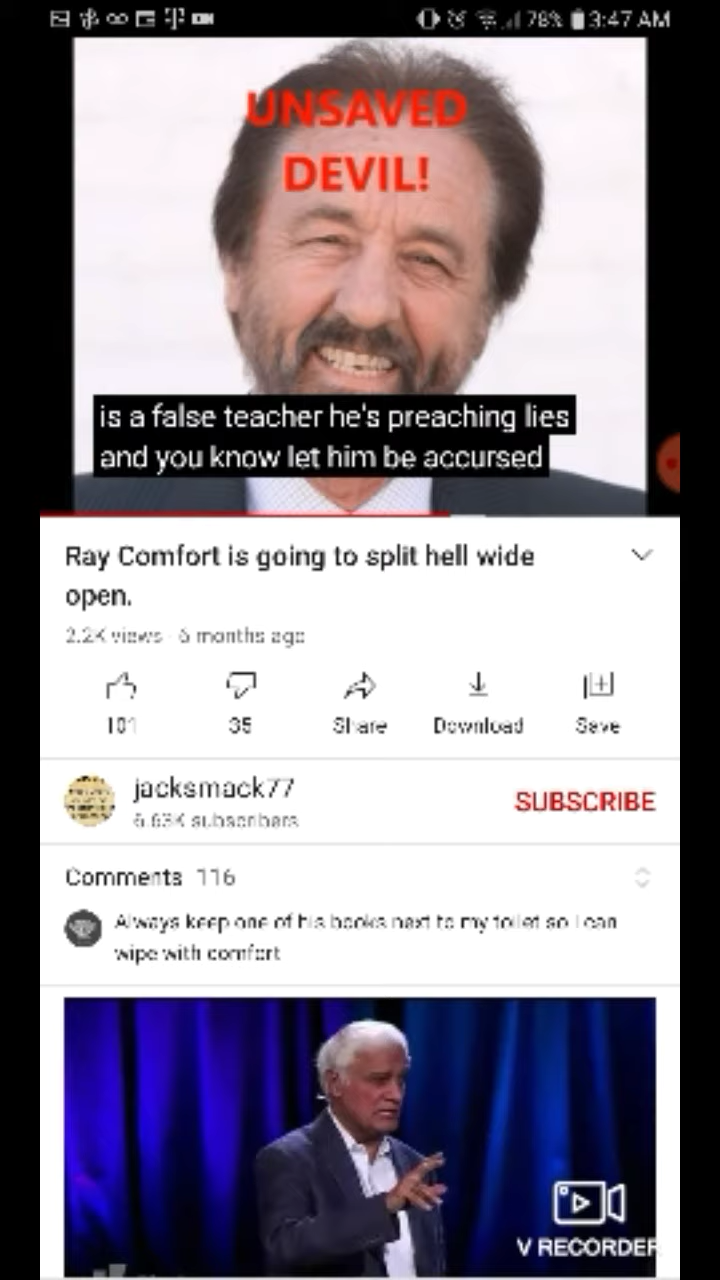 78% 3:47 AM
UNSAVED
DEVIL!
is a false teacher he's preaching lies
and you know let him be accursed
Ray Comfort is going to split hell wide
open.
2.2K views · 6 months ago
101 35 Share Download Save
jacksmack77
6.63K subscribers
SUBSCRIBE
Comments 116
Always keep one of his books next to my toilet so I can
wipe with comfort
V RECORDER